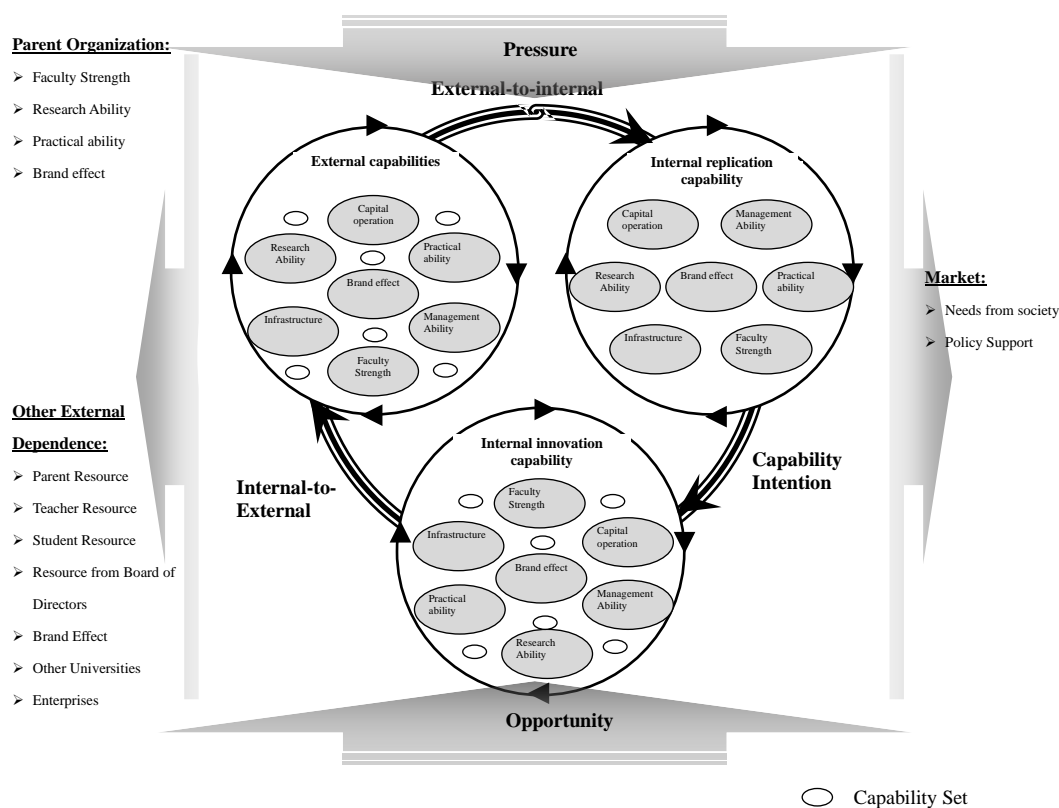 Pressure
External-to-internal
Parent Organization:
➢ Faculty Strength
➢ Research Ability
➢ Practical ability
➢ Brand effect
External capabilities
Capital
operation
Research
Ability
Practical
ability
Brand effect
Infrastructure
Management
Ability
Faculty
Strength
Internal replication
capability
Capital
operation
Management
Ability
Research
Ability
Brand effect
Practical
ability
Infrastructure
Faculty
Strength
Market:
➢ Needs from society
➢ Policy Support
Other External
Dependence:
➢ Parent Resource
➢ Teacher Resource
➢ Student Resource
➢ Resource from Board of
Directors
➢ Brand Effect
➢ Other Universities
➢ Enterprises
Internal-to-
External
Capability
Intention
Internal innovation
capability
Faculty
Strength
Infrastructure
Capital
operation
Brand effect
Practical
ability
Management
Ability
Research
Ability
Opportunity
Capability Set